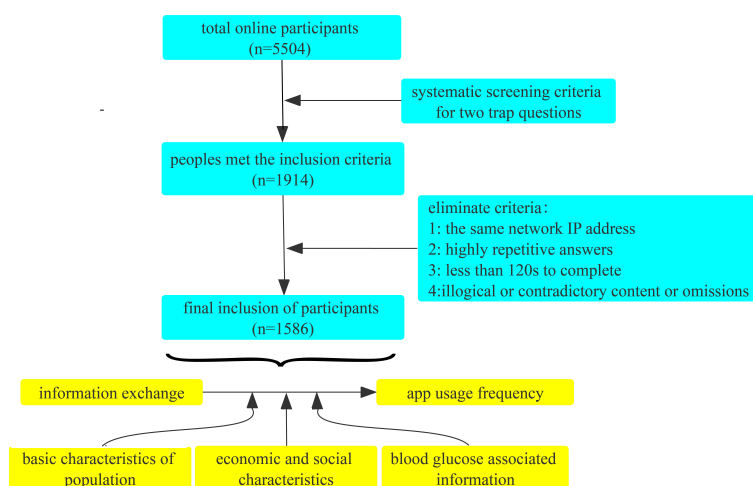 total online participants
(n=5504)
systematic screening criteria
for two trap questions
peoples met the inclusion criteria
(n=1914)
eliminate criteria:
1: the same network IP address
2: highly repetitive answers
3: less than 120s to complete
4:illogical or contradictory content or omissions
final inclusion of participants
(n=1586)
information exchange
app usage frequency
basic characteristics of
population
economic and social
characteristics
blood glucose associated
information